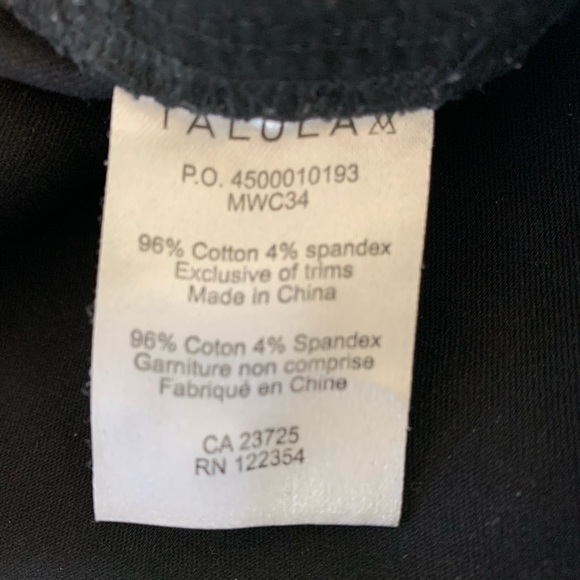 TALULA
P.O. 4500010193
MWC34
96% Cotton 4% spandex
Exclusive of trims
Made in China
96% Coton 4% Spandex
Garniture non comprise
Fabriqué en Chine
CA 23725
RN 122354